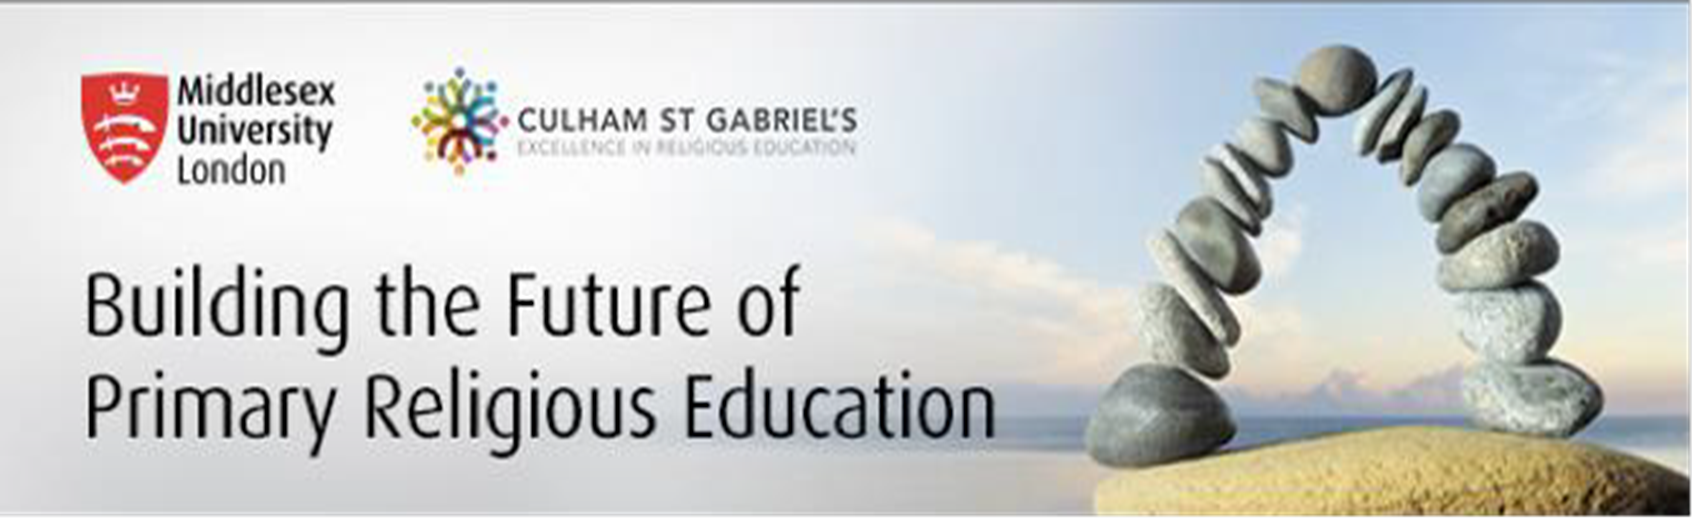 Middlesex
University
London
CULHAM ST GABRIEL'S
EXCELLENCE IN RELIGIOUS EDUCATION
Building the Future of
Primary Religious Education